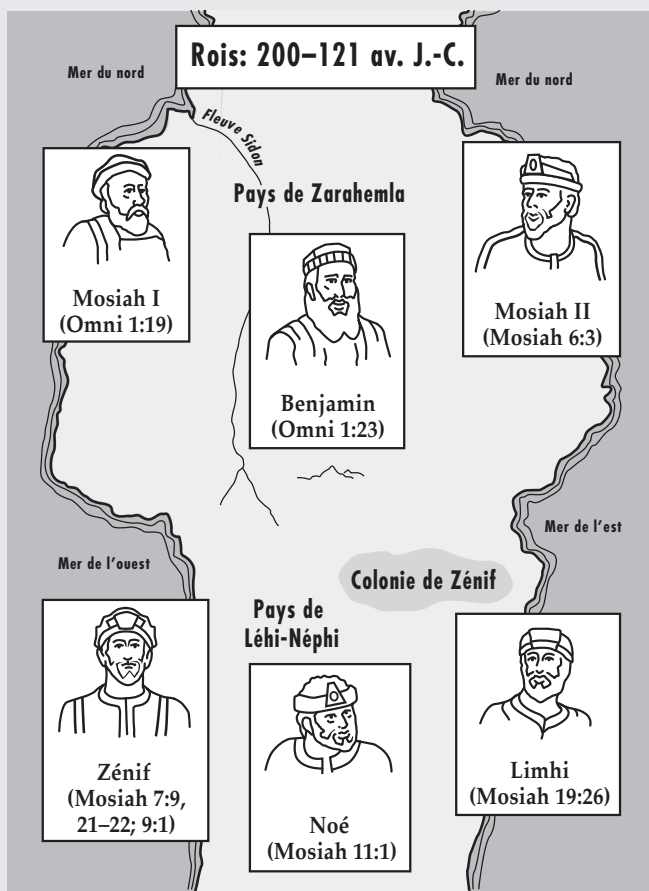 Rois: 200–121 av. J.-C.
Mer du nord
Mer du nord
Fleuve Sidon
Pays de Zarahemla
Mosiah I
(Omni 1:19)
Benjamin
(Omni 1:23)
Mosiah II
(Mosiah 6:3)
Mer de l'ouest
Mer de l'est
Colonie de Zénif
Pays de
Léhi-Néphi
Zénif
(Mosiah 7:9,
21–22; 9:1)
Noé
(Mosiah 11:1)
Limhi
(Mosiah 19:26)